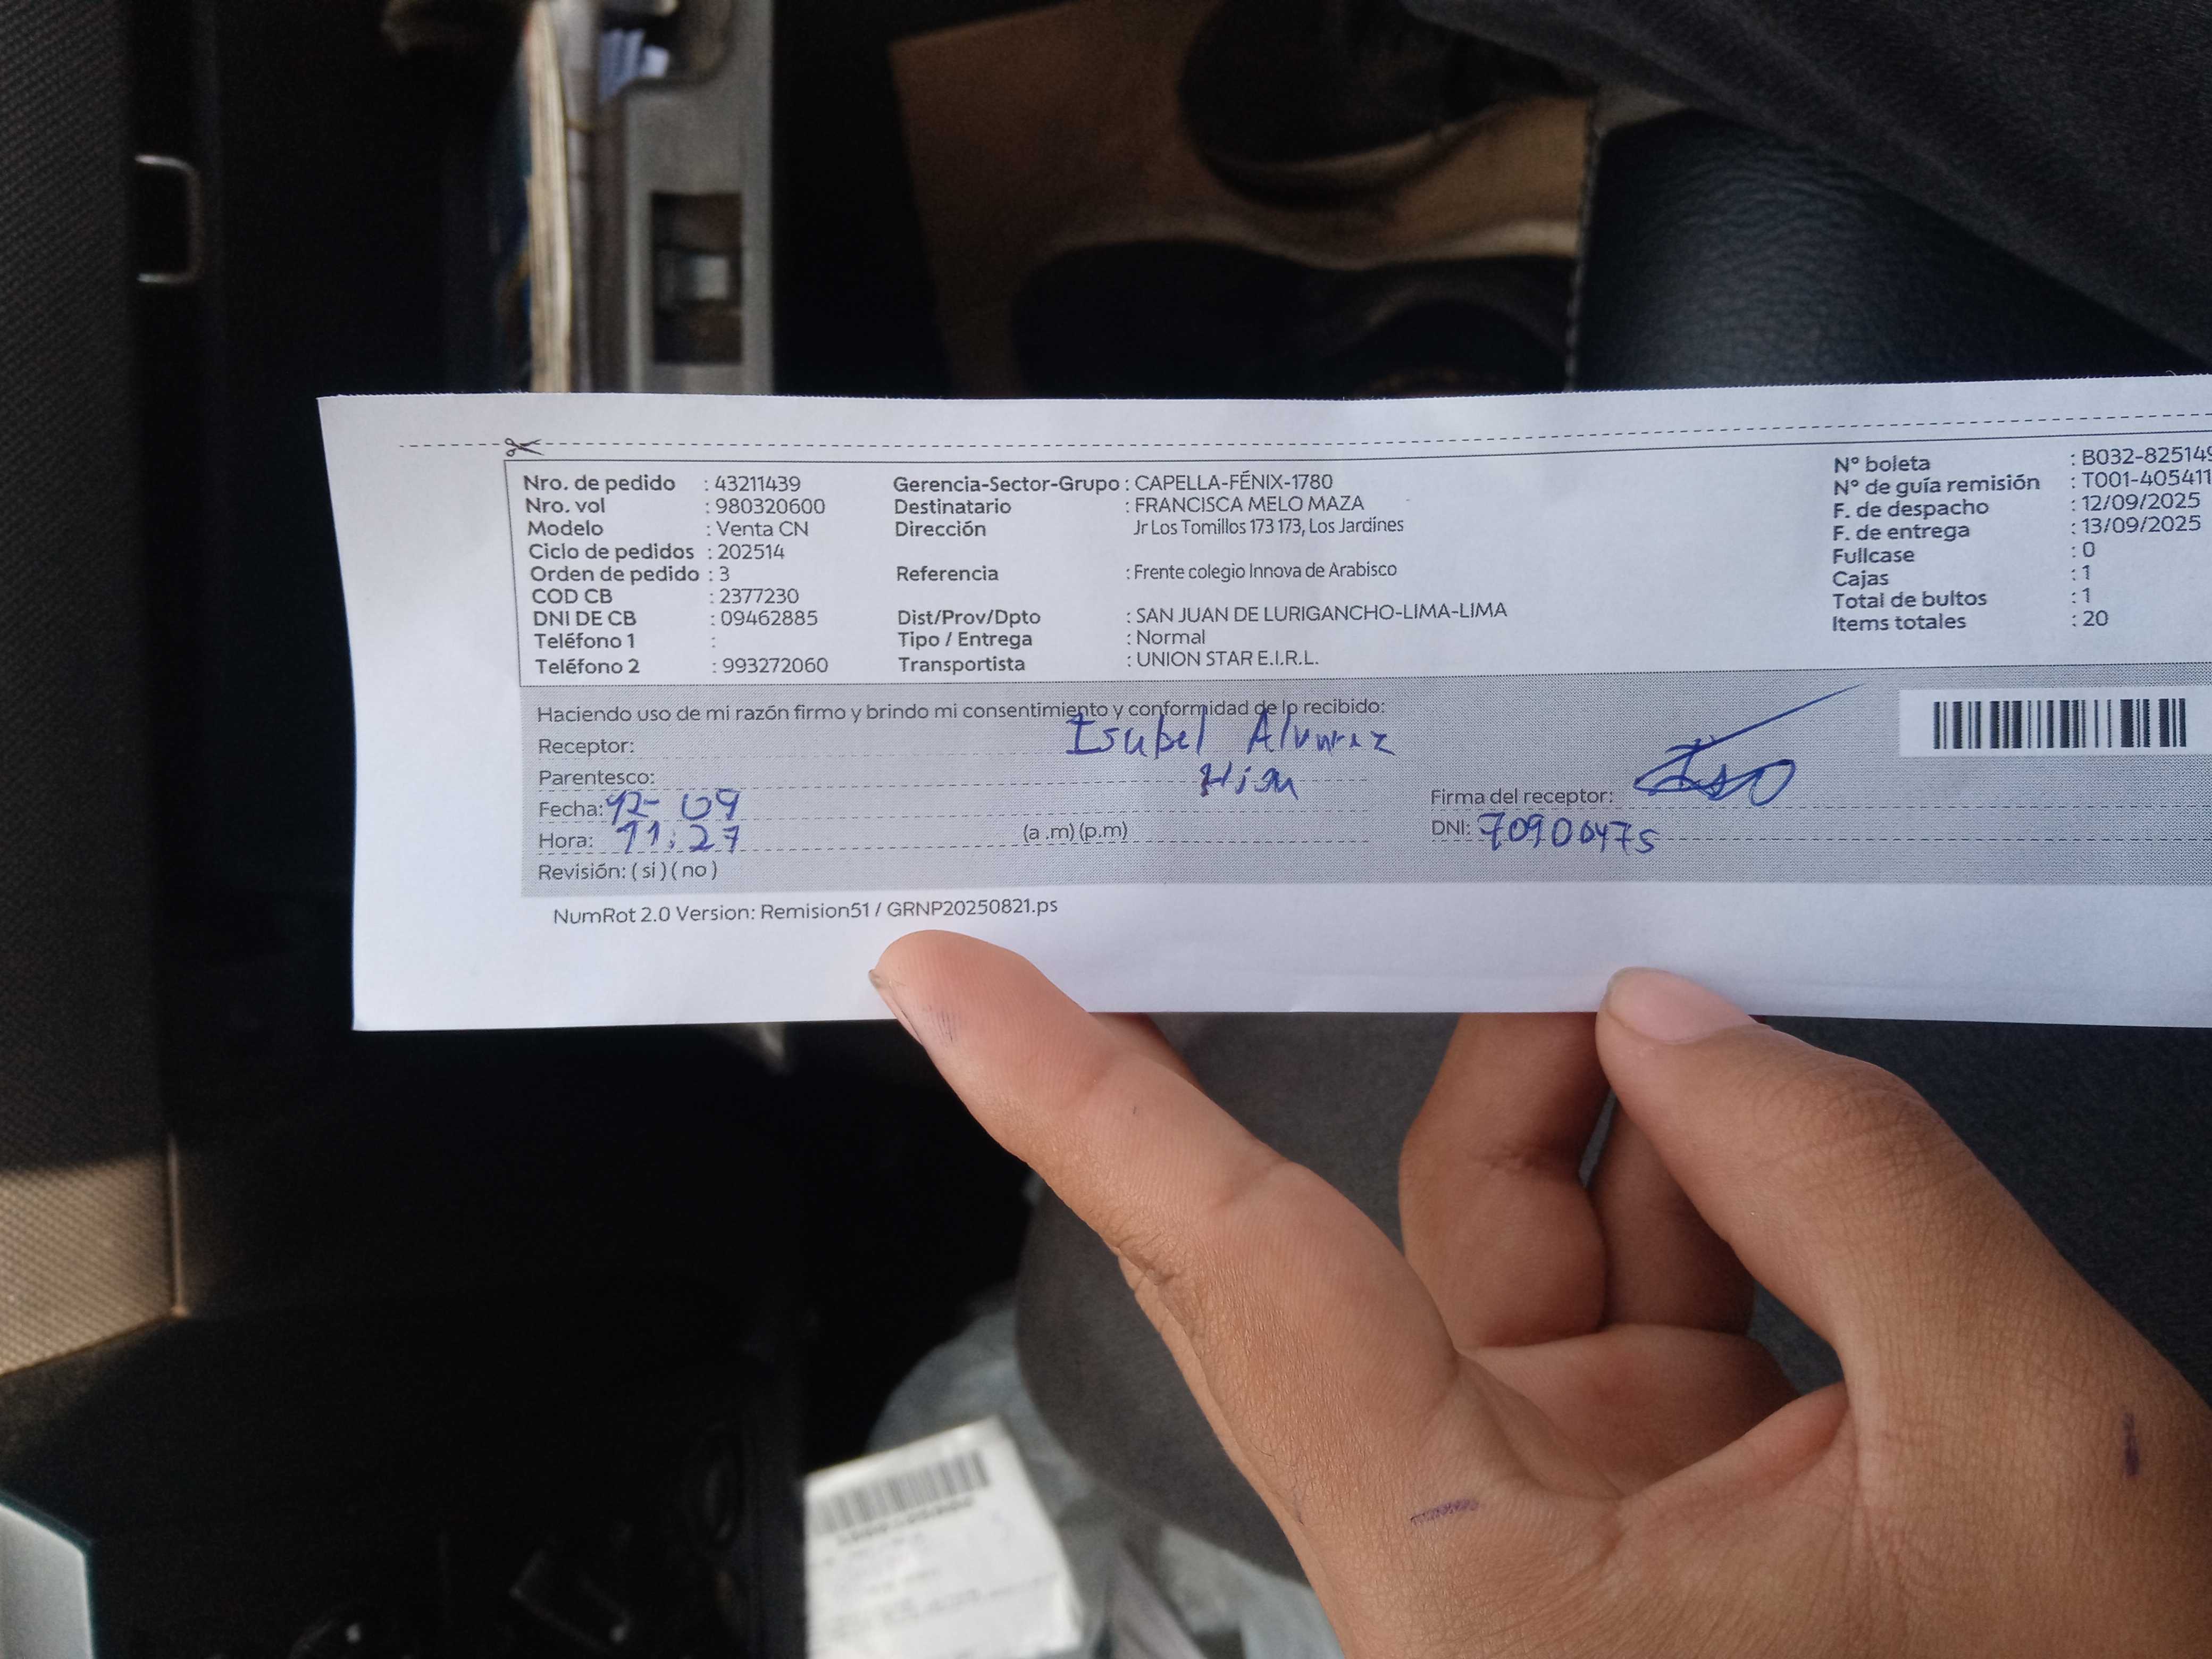 Nro. de pedido : 43211439
Nro. vol : 980320600
Modelo : Venta CN
Ciclo de pedidos : 202514
Orden de pedido : 3
COD CB : 2377230
DNI DE CB : 09462885
Teléfono 1 :
Teléfono 2 : 993272060
Gerencia-Sector-Grupo : CAPELLA-FÉNIX-1780
Destinatario : FRANCISCA MELO MAZA
Dirección Jr Los Tomillos 173 173, Los Jardines
Referencia : Frente colegio Innova de Arabisco
Dist/Prov/Dpto : SAN JUAN DE LURIGANCHO-LIMA-LIMA
Tipo / Entrega : Normal
Transportista : UNION STAR E.I.R.L.
N° boleta : B032-825149
N° de guía remisión : T001-405411
F. de despacho : 12/09/2025
F. de entrega : 13/09/2025
Fullcase : 0
Cajas : 1
Total de bultos : 1
Items totales : 20
Haciendo uso de mi razón firmo y brindo mi consentimiento y conformidad de lo recibido:
Receptor: Isabel Alvarez
Parentesco:
Fecha: 12-09
Hora: 11:27 (a .m) (p.m)
Revisión: ( si ) ( no )
Firma del receptor:
DNI: 70900475
NumRot 2.0 Version: Remision51 / GRNP20250821.ps